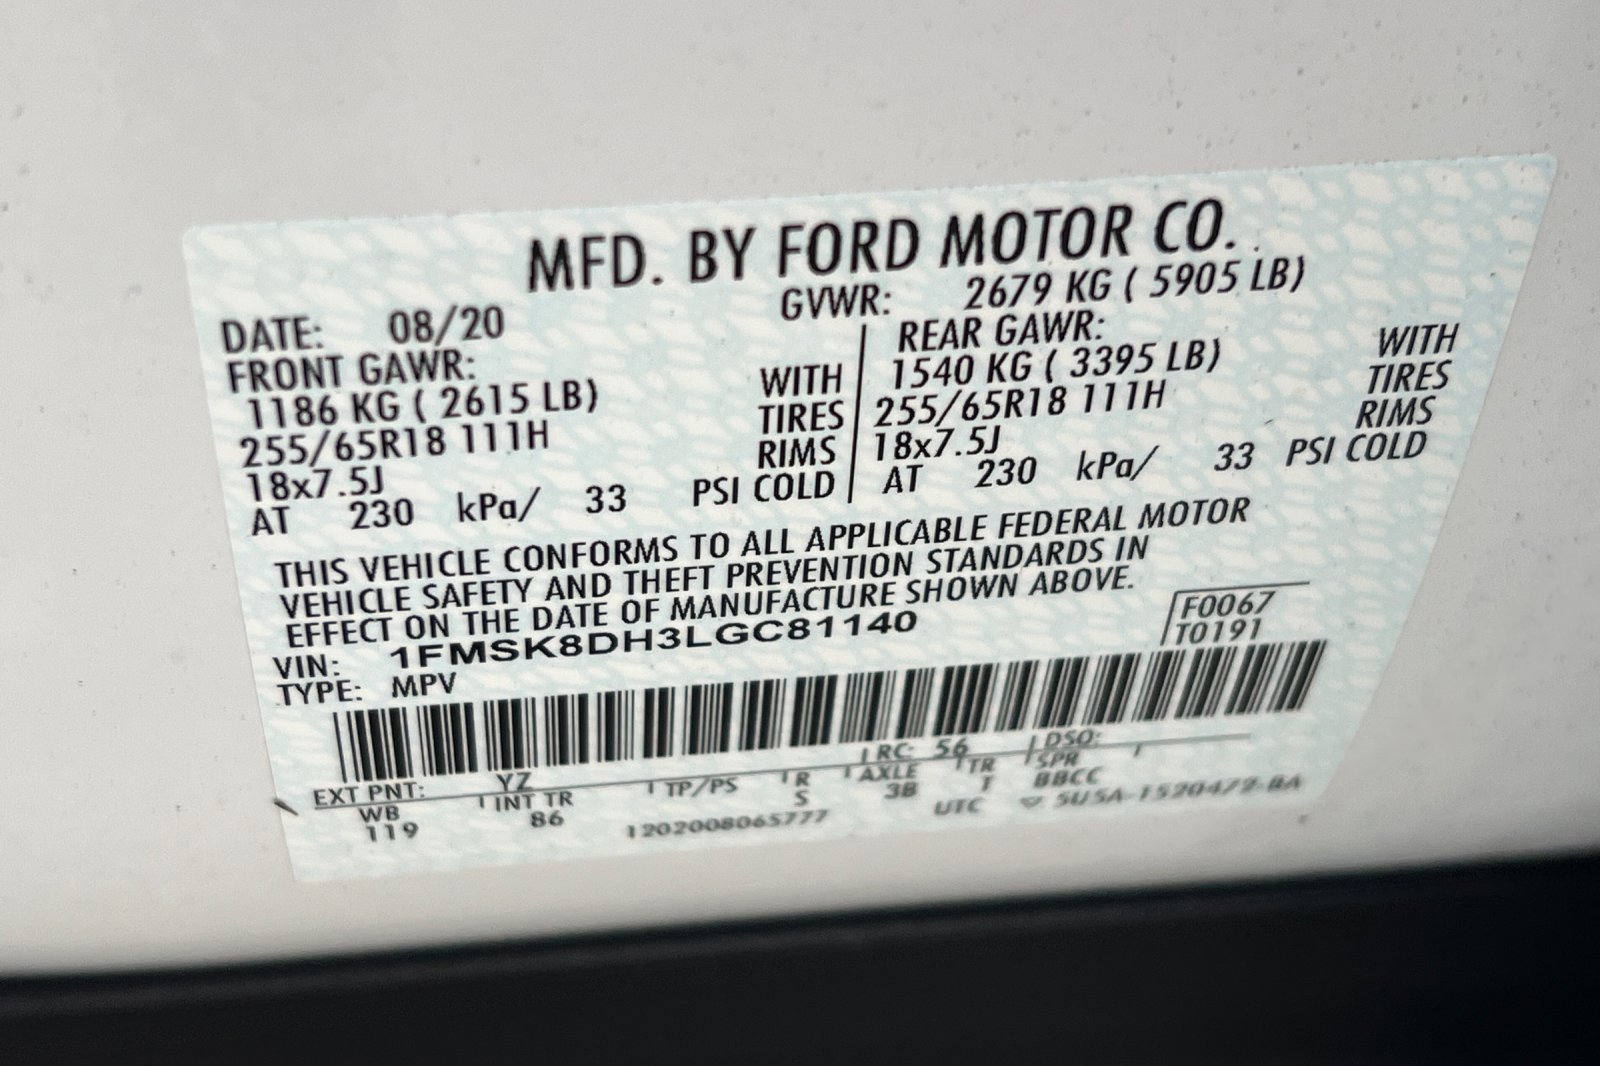 MFD. BY FORD MOTOR CO.
DATE: 08/20 GVWR: 2679 KG ( 5905 LB)
FRONT GAWR: REAR GAWR:
1186 KG ( 2615 LB) WITH 1540 KG ( 3395 LB) WITH
255/65R18 111H TIRES 255/65R18 111H TIRES
18x7.5J RIMS 18x7.5J RIMS
AT 230 kPa/ 33 PSI COLD AT 230 kPa/ 33 PSI COLD
THIS VEHICLE CONFORMS TO ALL APPLICABLE FEDERAL MOTOR
VEHICLE SAFETY AND THEFT PREVENTION STANDARDS IN
EFFECT ON THE DATE OF MANUFACTURE SHOWN ABOVE.
VIN: 1FMSK8DH3LGC81140 F0067
TYPE: MPV T0191
EXT PNT: YZ RC: 56 DSO:
WB INT TR TP/PS R AXLE TR SPR
119 86 S 3B T BBCC
1202008065777 UTC 5U5A-1520472-BA